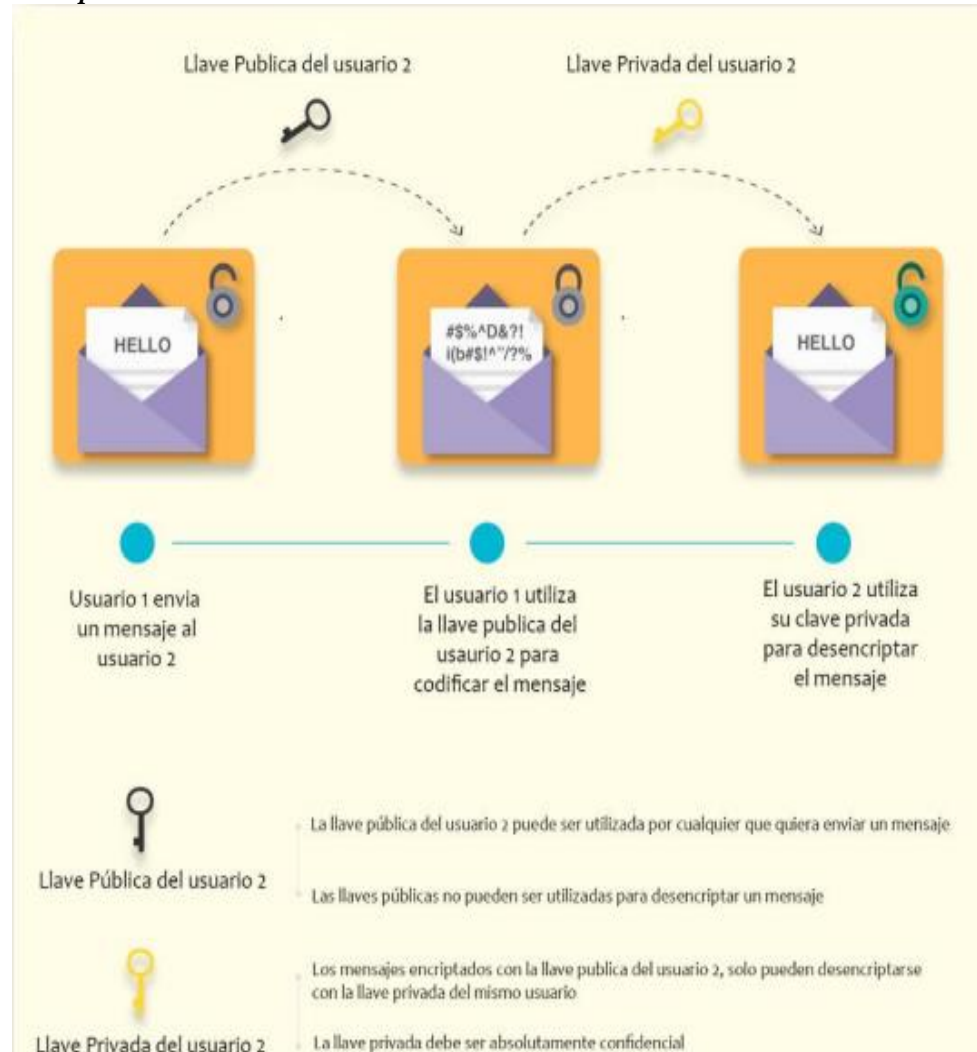 Llave Publica del usuario 2
Llave Privada del usuario 2
HELLO
#$%^D&?!
i(b#$!^"/?%
HELLO
Usuario 1 envia
un mensaje al
usuario 2
El usuario 1 utiliza
la llave publica del
usaurio 2 para
codificar el mensaje
El usuario 2 utiliza
su clave privada
para desencriptar
el mensaje
Llave Pública del usuario 2
La llave pública del usuario 2 puede ser utilizada por cualquier que quiera enviar un mensaje
Las llaves públicas no pueden ser utilizadas para desencriptar un mensaje
Llave Privada del usuario 2
Los mensajes encriptados con la llave publica del usuario 2, solo pueden desencriptarse
con la llave privada del mismo usuario
La llave privada debe ser absolutamente confidencial